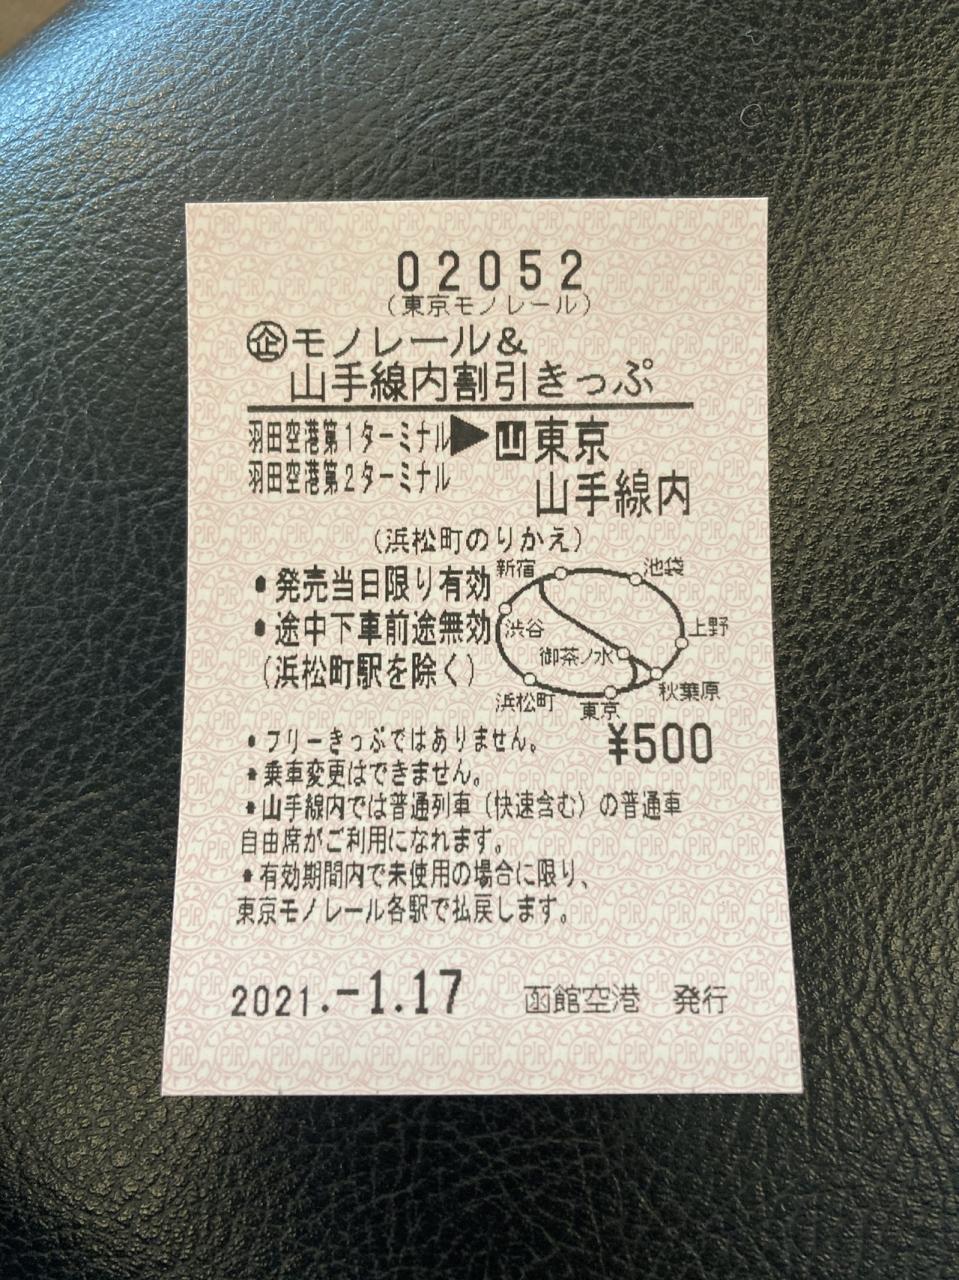 02052
（東京モノレール）
㊭モノレール＆
山手線内割引きっぷ
羽田空港第1ターミナル▶山東京
羽田空港第2ターミナル 山手線内
（浜松町のりかえ）
・発売当日限り有効
・途中下車前途無効
（浜松町駅を除く）
新宿 池袋
渋谷 上野
御茶ノ水
秋葉原
浜松町 東京
・フリーきっぷではありません。 ¥500
・乗車変更はできません。
・山手線内では普通列車（快速含む）の普通車
自由席がご利用になれます。
・有効期間内で未使用の場合に限り、
東京モノレール各駅で払戻します。
2021.-1.17 函館空港 発行